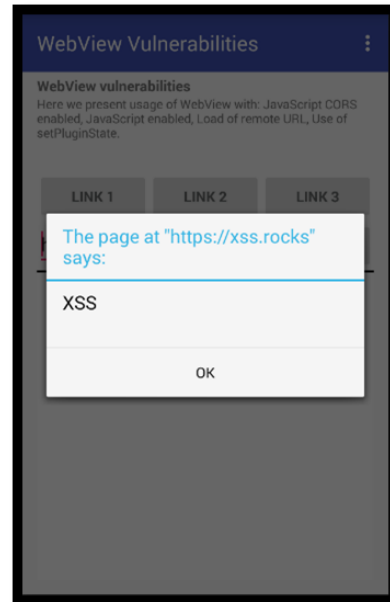 WebView Vulnerabilities
WebView vulnerabilities
Here we present usage of WebView with: JavaScript CORS
enabled, JavaScript enabled, Load of remote URL, Use of
setPluginState.
LINK 1 LINK 2 LINK 3
The page at "https://xss.rocks"
says:
XSS
OK